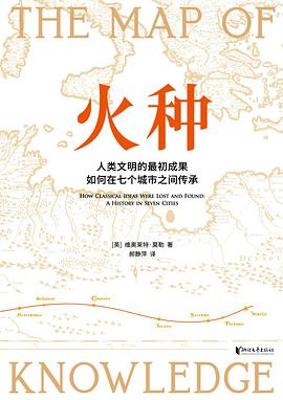 THE MAP OF
火种
人类文明的最初成果
如何在七个城市之间传承
HOW CLASSICAL IDEAS WERE LOST AND FOUND:
A HISTORY IN SEVEN CITIES
[英] 维奥莱特·莫勒 著
郝静萍 译
KNOWLEDGE